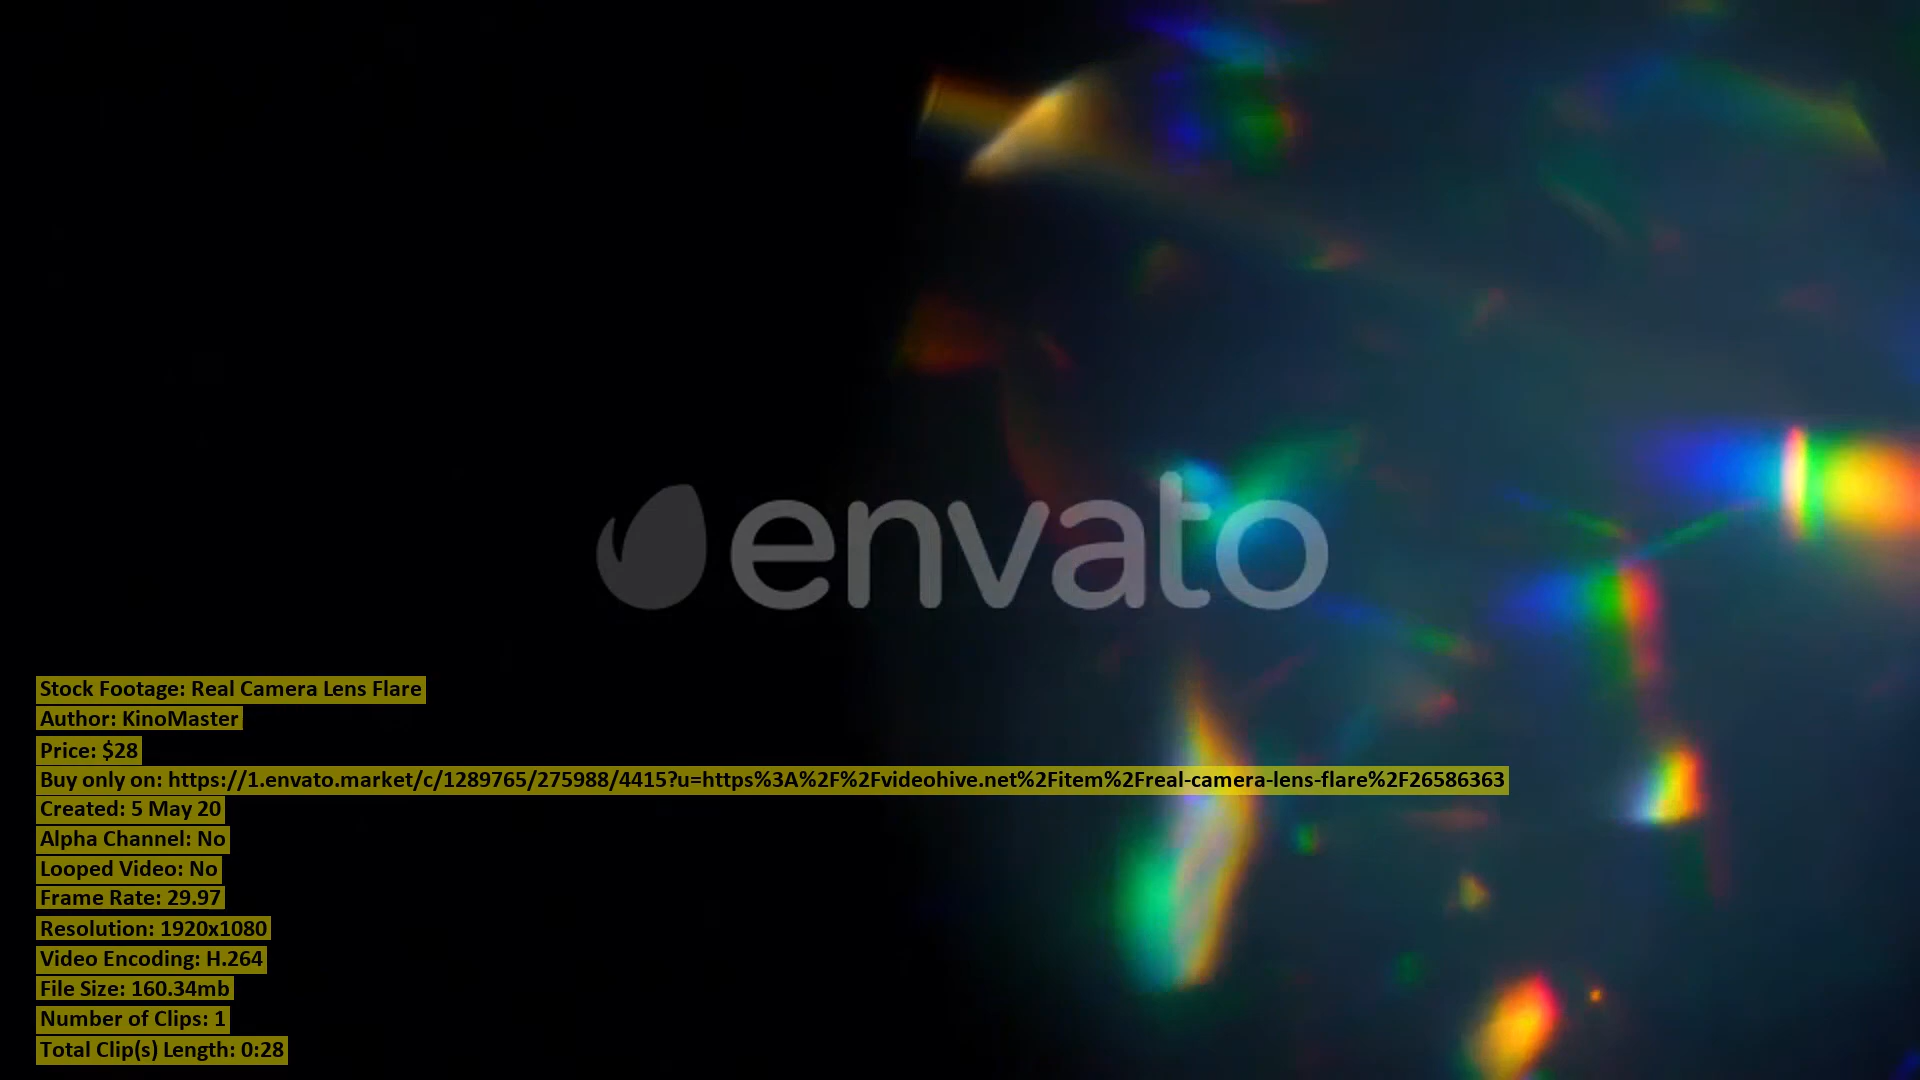 envato
Stock Footage: Real Camera Lens Flare
Author: KinoMaster
Price: $28
Buy only on: https://1.envato.market/c/1289765/275988/4415?u=https%3A%2F%2Fvideohive.net%2Fitem%2Freal-camera-lens-flare%2F26586363
Created: 5 May 20
Alpha Channel: No
Looped Video: No
Frame Rate: 29.97
Resolution: 1920x1080
Video Encoding: H.264
File Size: 160.34mb
Number of Clips: 1
Total Clip(s) Length: 0:28